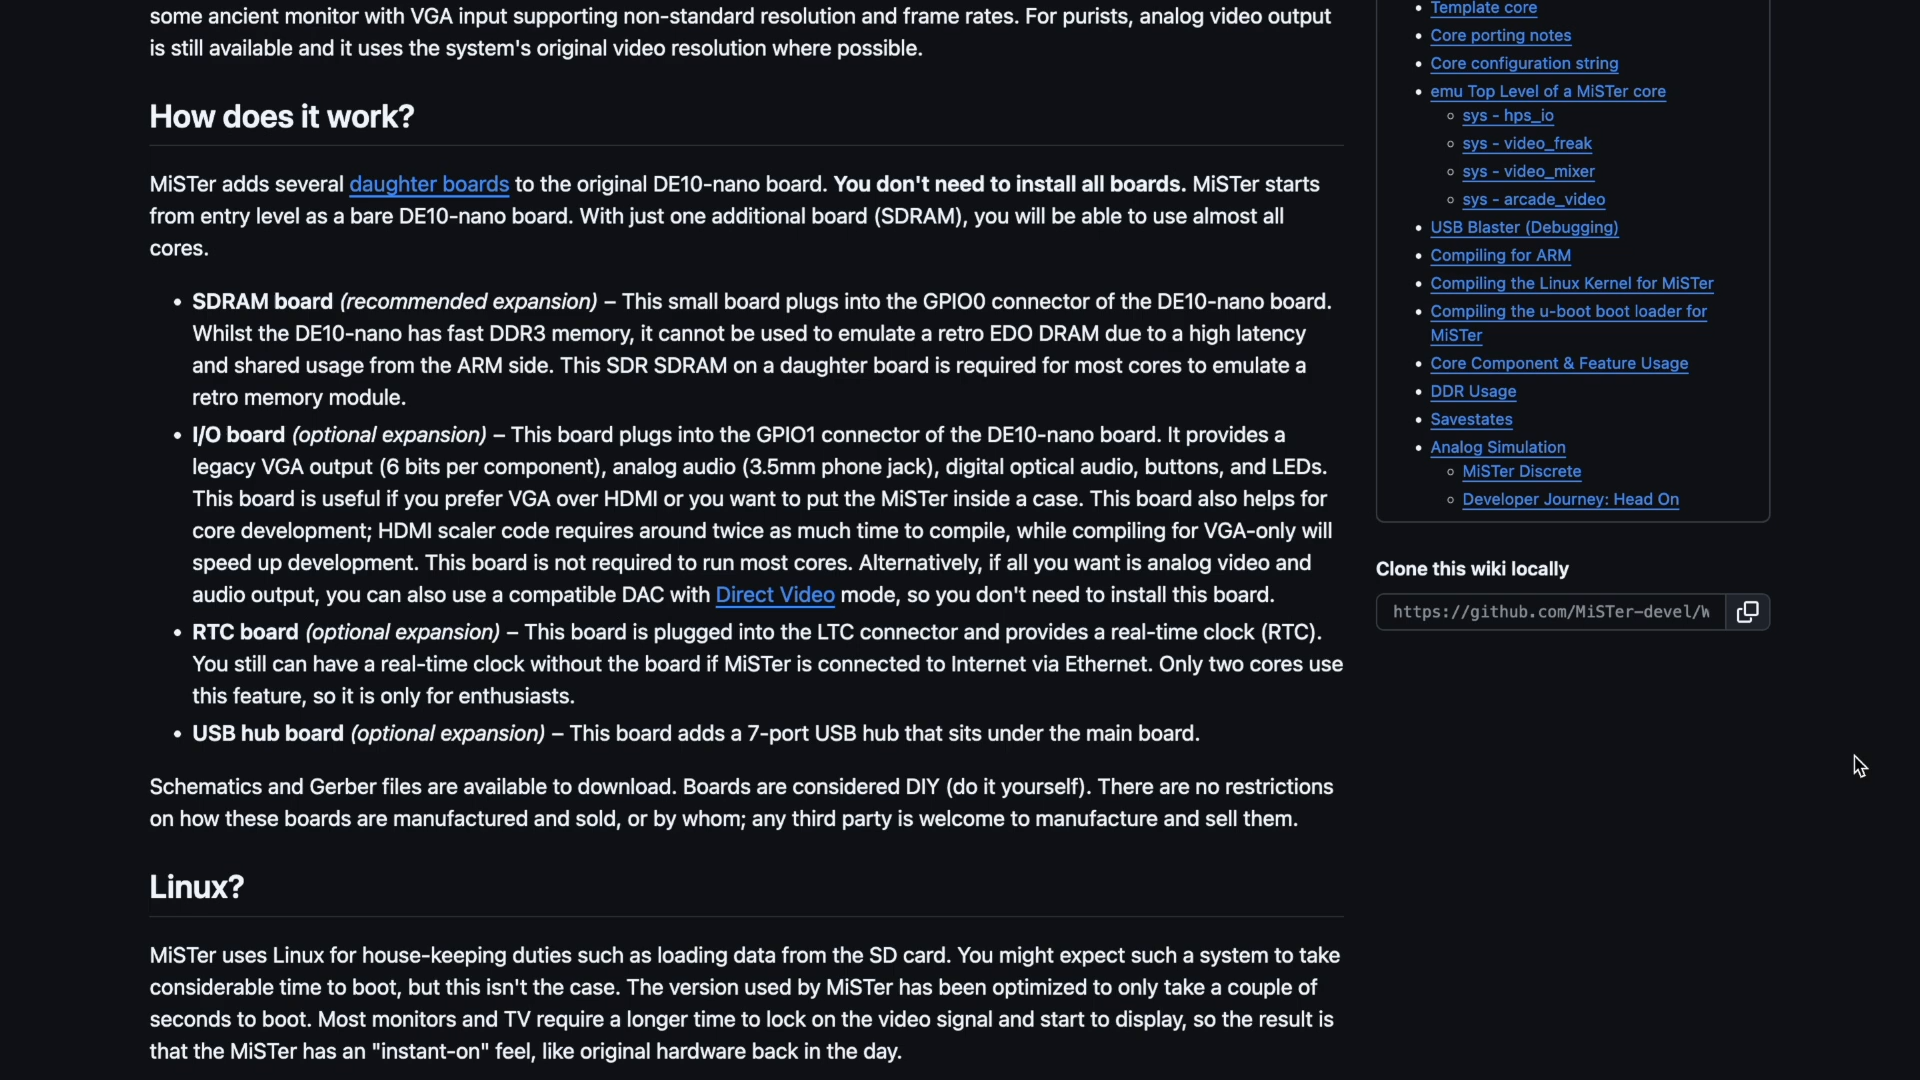 some ancient monitor with VGA input supporting non-standard resolution and frame rates. For purists, analog video output
is still available and it uses the system's original video resolution where possible.
How does it work?
MiSTer adds several daughter boards to the original DE10-nano board. You don't need to install all boards. MiSTer starts
from entry level as a bare DE10-nano board. With just one additional board (SDRAM), you will be able to use almost all
cores.
• SDRAM board (recommended expansion) – This small board plugs into the GPIO0 connector of the DE10-nano board.
Whilst the DE10-nano has fast DDR3 memory, it cannot be used to emulate a retro EDO DRAM due to a high latency
and shared usage from the ARM side. This SDR SDRAM on a daughter board is required for most cores to emulate a
retro memory module.
• I/O board (optional expansion) – This board plugs into the GPIO1 connector of the DE10-nano board. It provides a
legacy VGA output (6 bits per component), analog audio (3.5mm phone jack), digital optical audio, buttons, and LEDs.
This board is useful if you prefer VGA over HDMI or you want to put the MiSTer inside a case. This board also helps for
core development; HDMI scaler code requires around twice as much time to compile, while compiling for VGA-only will
speed up development. This board is not required to run most cores. Alternatively, if all you want is analog video and
audio output, you can also use a compatible DAC with Direct Video mode, so you don't need to install this board.
• RTC board (optional expansion) – This board is plugged into the LTC connector and provides a real-time clock (RTC).
You still can have a real-time clock without the board if MiSTer is connected to Internet via Ethernet. Only two cores use
this feature, so it is only for enthusiasts.
• USB hub board (optional expansion) – This board adds a 7-port USB hub that sits under the main board.
Schematics and Gerber files are available to download. Boards are considered DIY (do it yourself). There are no restrictions
on how these boards are manufactured and sold, or by whom; any third party is welcome to manufacture and sell them.
Linux?
MiSTer uses Linux for house-keeping duties such as loading data from the SD card. You might expect such a system to take
considerable time to boot, but this isn't the case. The version used by MiSTer has been optimized to only take a couple of
seconds to boot. Most monitors and TV require a longer time to lock on the video signal and start to display, so the result is
that the MiSTer has an "instant-on" feel, like original hardware back in the day.
• Template core
• Core porting notes
• Core configuration string
• emu Top Level of a MiSTer core
◦ sys - hps_io
◦ sys - video_freak
◦ sys - video_mixer
◦ sys - arcade_video
• USB Blaster (Debugging)
• Compiling for ARM
• Compiling the Linux Kernel for MiSTer
• Compiling the u-boot boot loader for
MiSTer
• Core Component & Feature Usage
• DDR Usage
• Savestates
• Analog Simulation
◦ MiSTer Discrete
◦ Developer Journey: Head On
Clone this wiki locally
https://github.com/MiSTer-devel/W